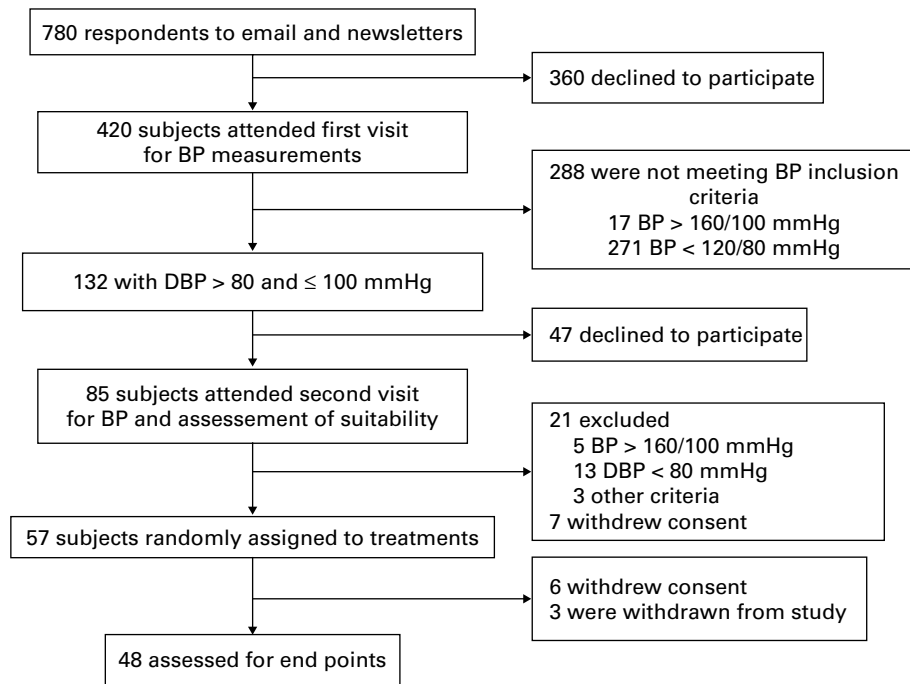 780 respondents to email and newsletters
360 declined to participate
420 subjects attended first visit
for BP measurements
288 were not meeting BP inclusion
criteria
17 BP > 160/100 mmHg
271 BP < 120/80 mmHg
132 with DBP > 80 and ≤ 100 mmHg
47 declined to participate
85 subjects attended second visit
for BP and assessement of suitability
21 excluded
5 BP > 160/100 mmHg
13 DBP < 80 mmHg
3 other criteria
7 withdrew consent
57 subjects randomly assigned to treatments
6 withdrew consent
3 were withdrawn from study
48 assessed for end points